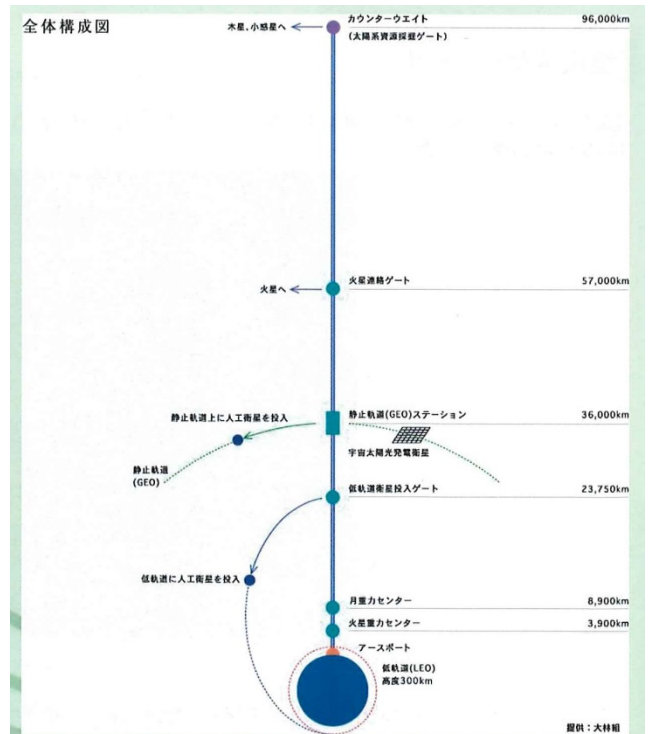 全体構成図
木星、小惑星へ
カウンターウエイト 96,000km
(太陽系資源採掘ゲート)
火星へ
火星連絡ゲート 57,000km
静止軌道上に人工衛星を投入
静止軌道(GEO)ステーション 36,000km
宇宙太陽光発電衛星
静止軌道
(GEO)
低軌道衛星投入ゲート 23,750km
低軌道に人工衛星を投入
月重力センター 8,900km
火星重力センター 3,900km
アースポート
低軌道(LEO)
高度300km
提供：大林組